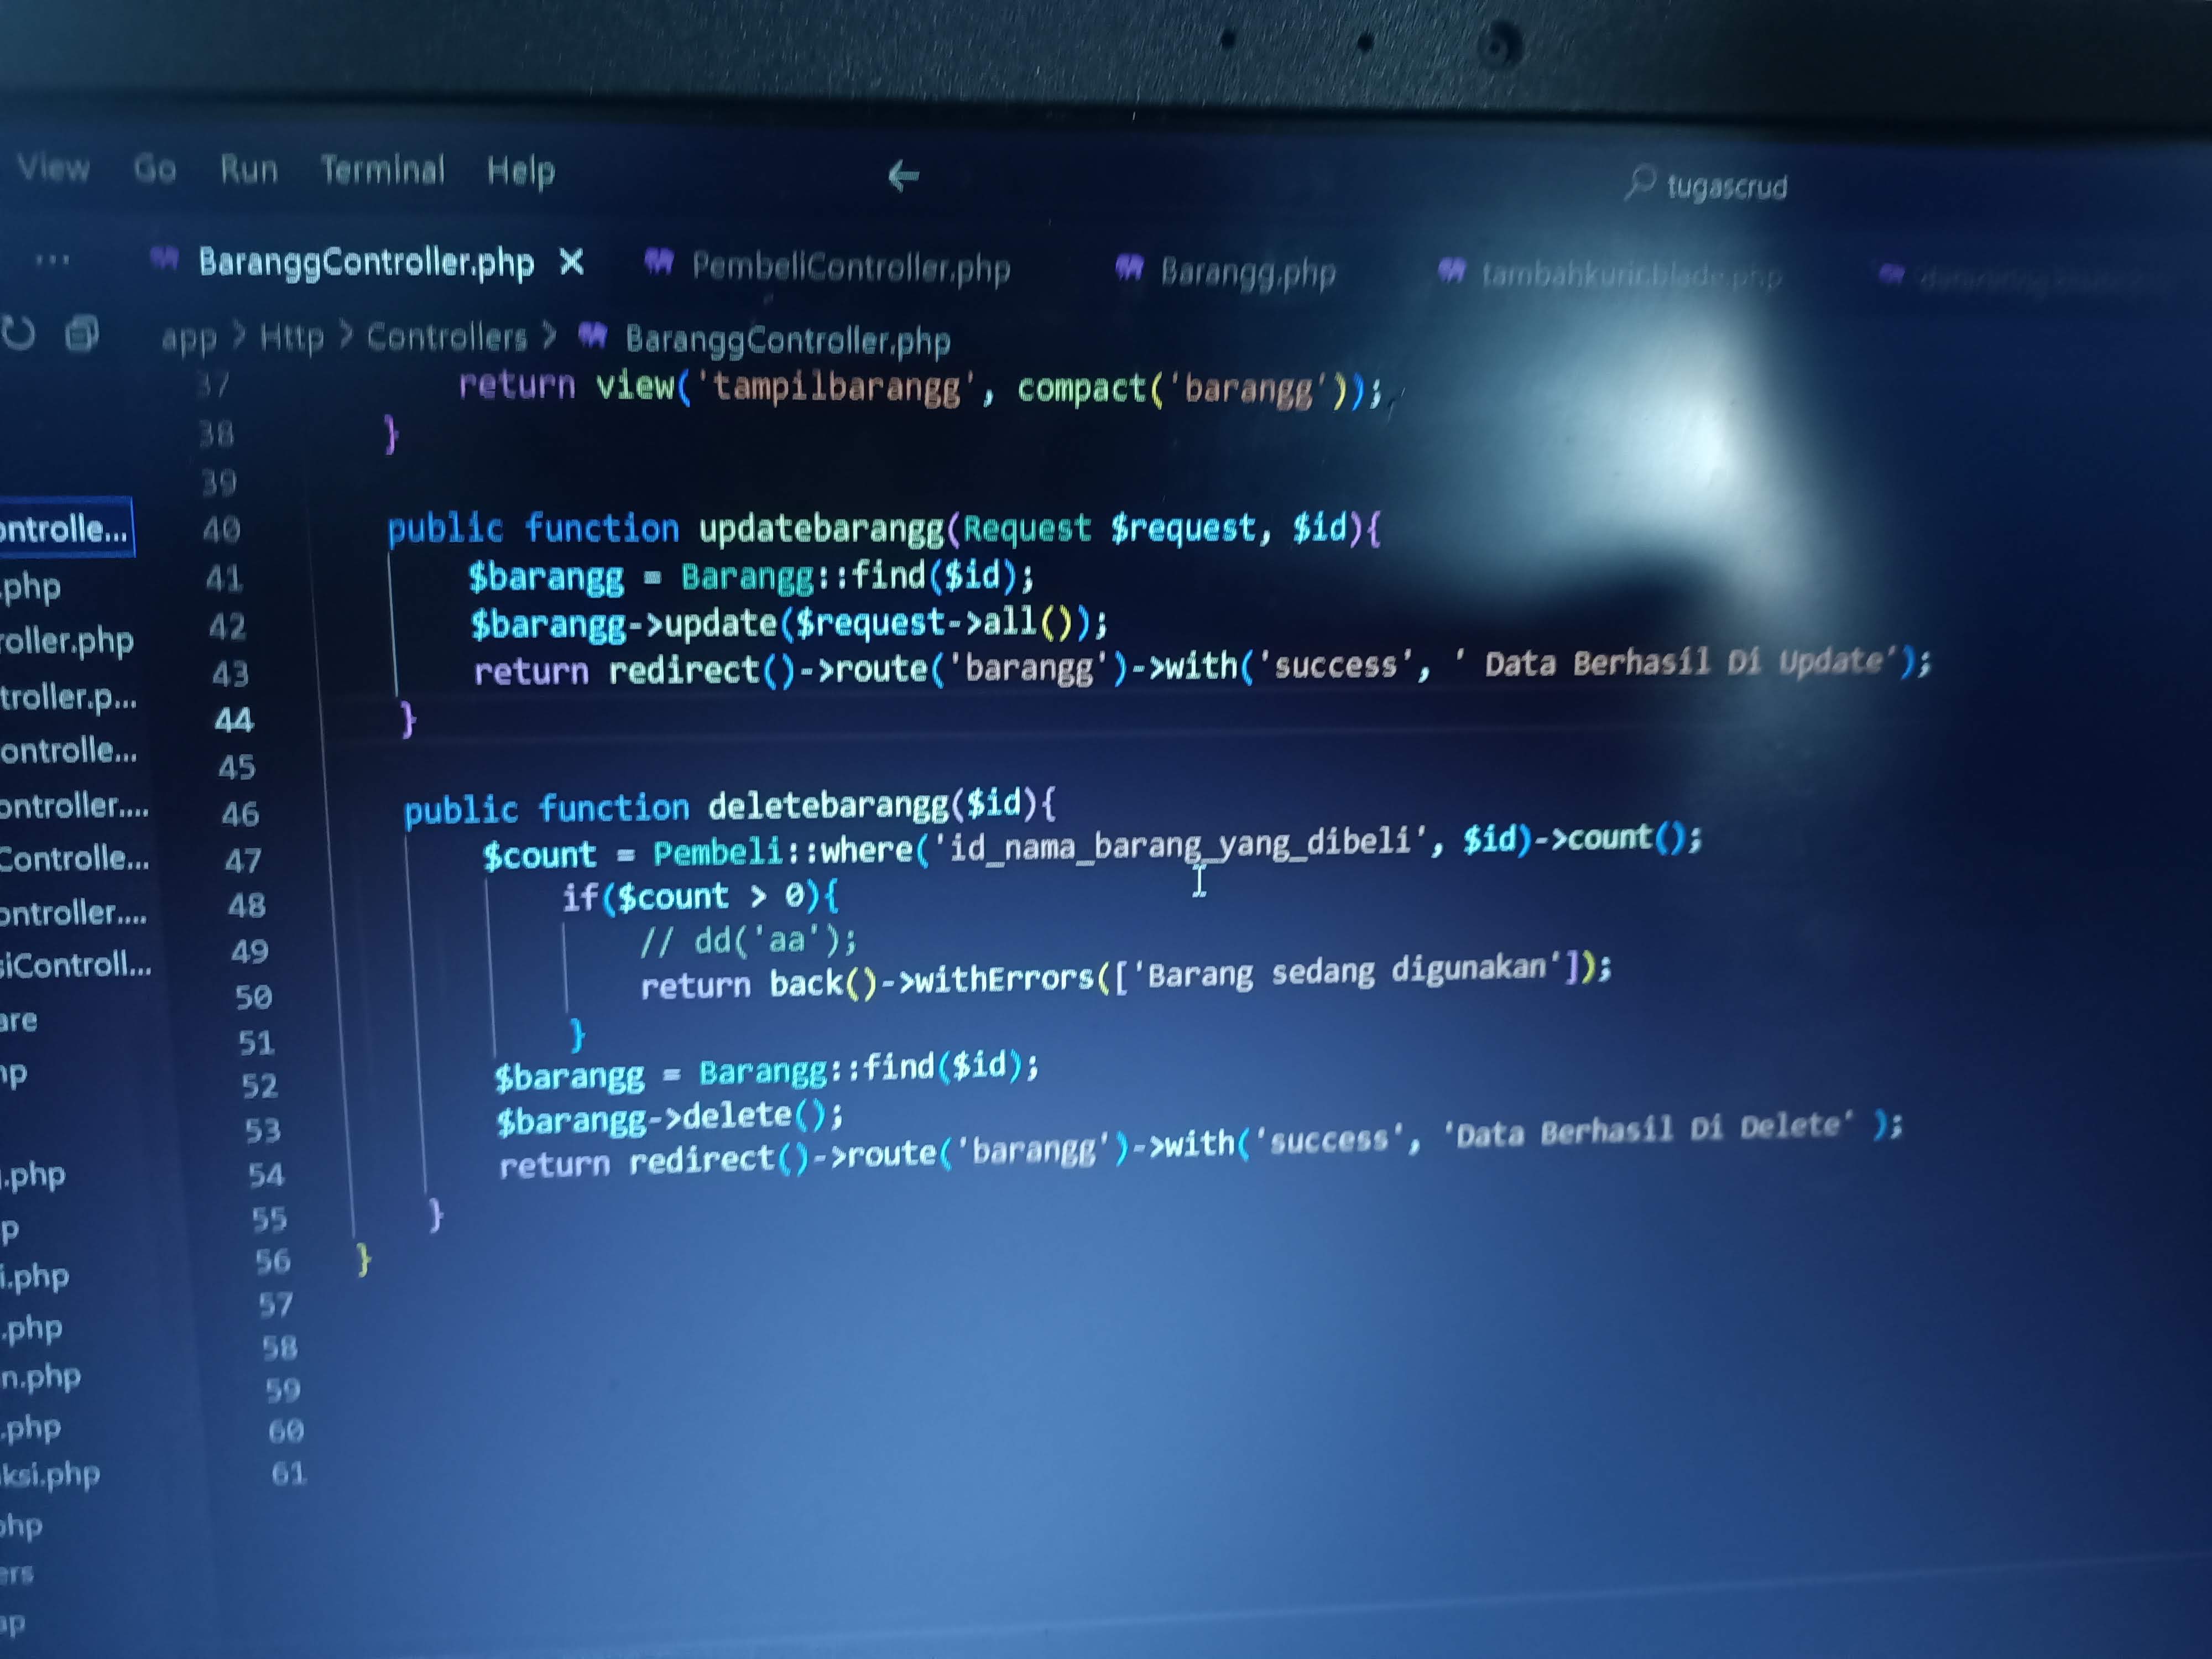 View Go Run Terminal Help ← tugascrud
... BaranggController.php × PembeliController.php Barangg.php tambahkuric.blade.php
app > Http > Controllers > BaranggController.php
37 return view('tampilbarangg', compact('barangg'));
38 }
39
ontrolle... 40 public function updatebarangg(Request $request, $id){
.php 41 $barangg = Barangg::find($id);
roller.php 42 $barangg->update($request->all());
troller.p... 43 return redirect()->route('barangg')->with('success', ' Data Berhasil Di Update');
44 }
ontrolle... 45
ontroller.... 46 public function deletebarangg($id){
Controlle... 47 $count = Pembeli::where('id_nama_barang_yang_dibeli', $id)->count();
ontroller.... 48 if($count > 0){
siControll... 49 // dd('aa');
50 return back()->withErrors(['Barang sedang digunakan']);
are 51 }
np 52 $barangg = Barangg::find($id);
53 $barangg->delete();
.php 54 return redirect()->route('barangg')->with('success', 'Data Berhasil Di Delete' );
p 55 }
i.php 56 }
57
.php 58
n.php 59
.php 60
ksi.php 61
php
ers
ap